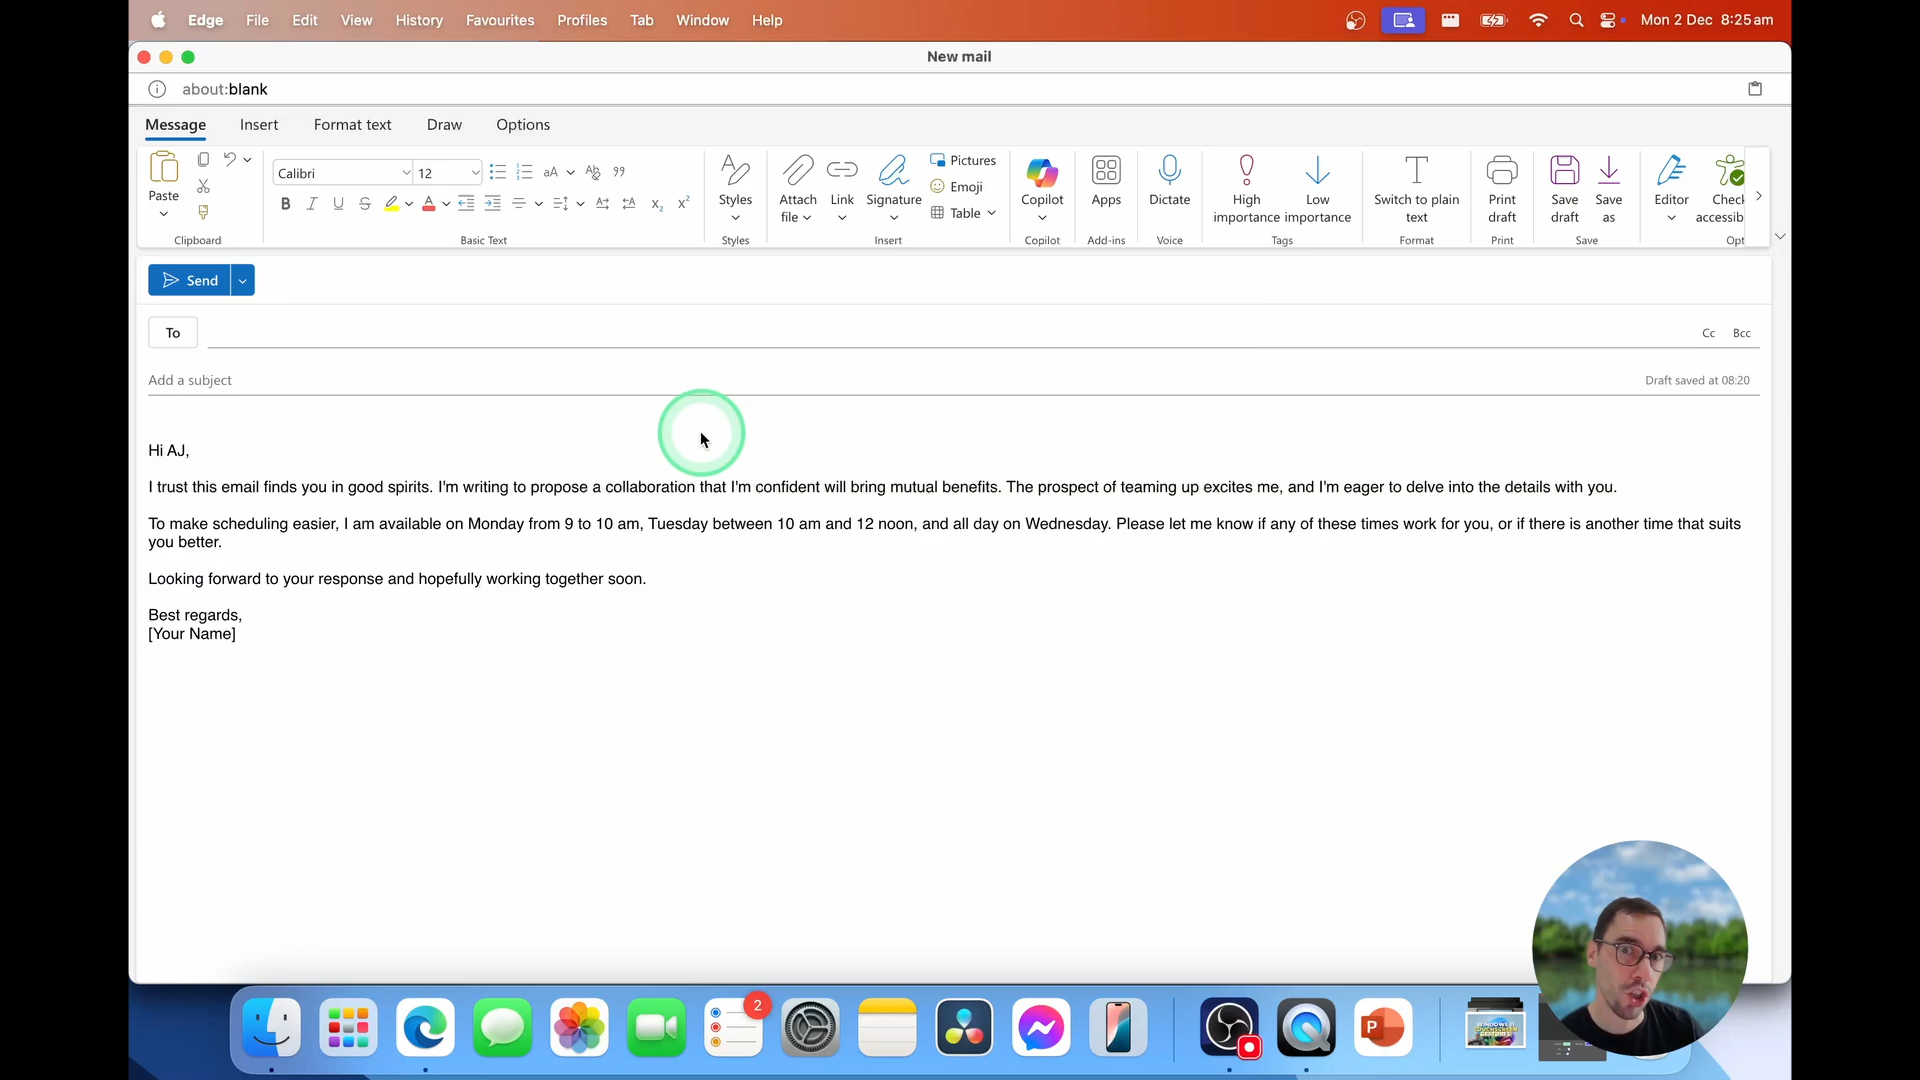 Edge File Edit View History Favourites Profiles Tab Window Help Mon 2 Dec 8:25 am
New mail
about:blank
Message Insert Format text Draw Options
Paste
Calibri 12
Styles
Attach file
Link
Signature
Pictures
Emoji
Table
Copilot
Apps
Dictate
High importance
Low importance
Switch to plain text
Print draft
Save draft
Save as
Editor
Check accessib
Clipboard Basic Text Styles Insert Copilot Add-ins Voice Tags Format Print Save Opt
Send
To Cc Bcc
Add a subject Draft saved at 08:20
Hi AJ,
I trust this email finds you in good spirits. I'm writing to propose a collaboration that I'm confident will bring mutual benefits. The prospect of teaming up excites me, and I'm eager to delve into the details with you.
To make scheduling easier, I am available on Monday from 9 to 10 am, Tuesday between 10 am and 12 noon, and all day on Wednesday. Please let me know if any of these times work for you, or if there is another time that suits
you better.
Looking forward to your response and hopefully working together soon.
Best regards,
[Your Name]
2
P
WINDOWS 11
TOUCHSCREEN
GESTURES